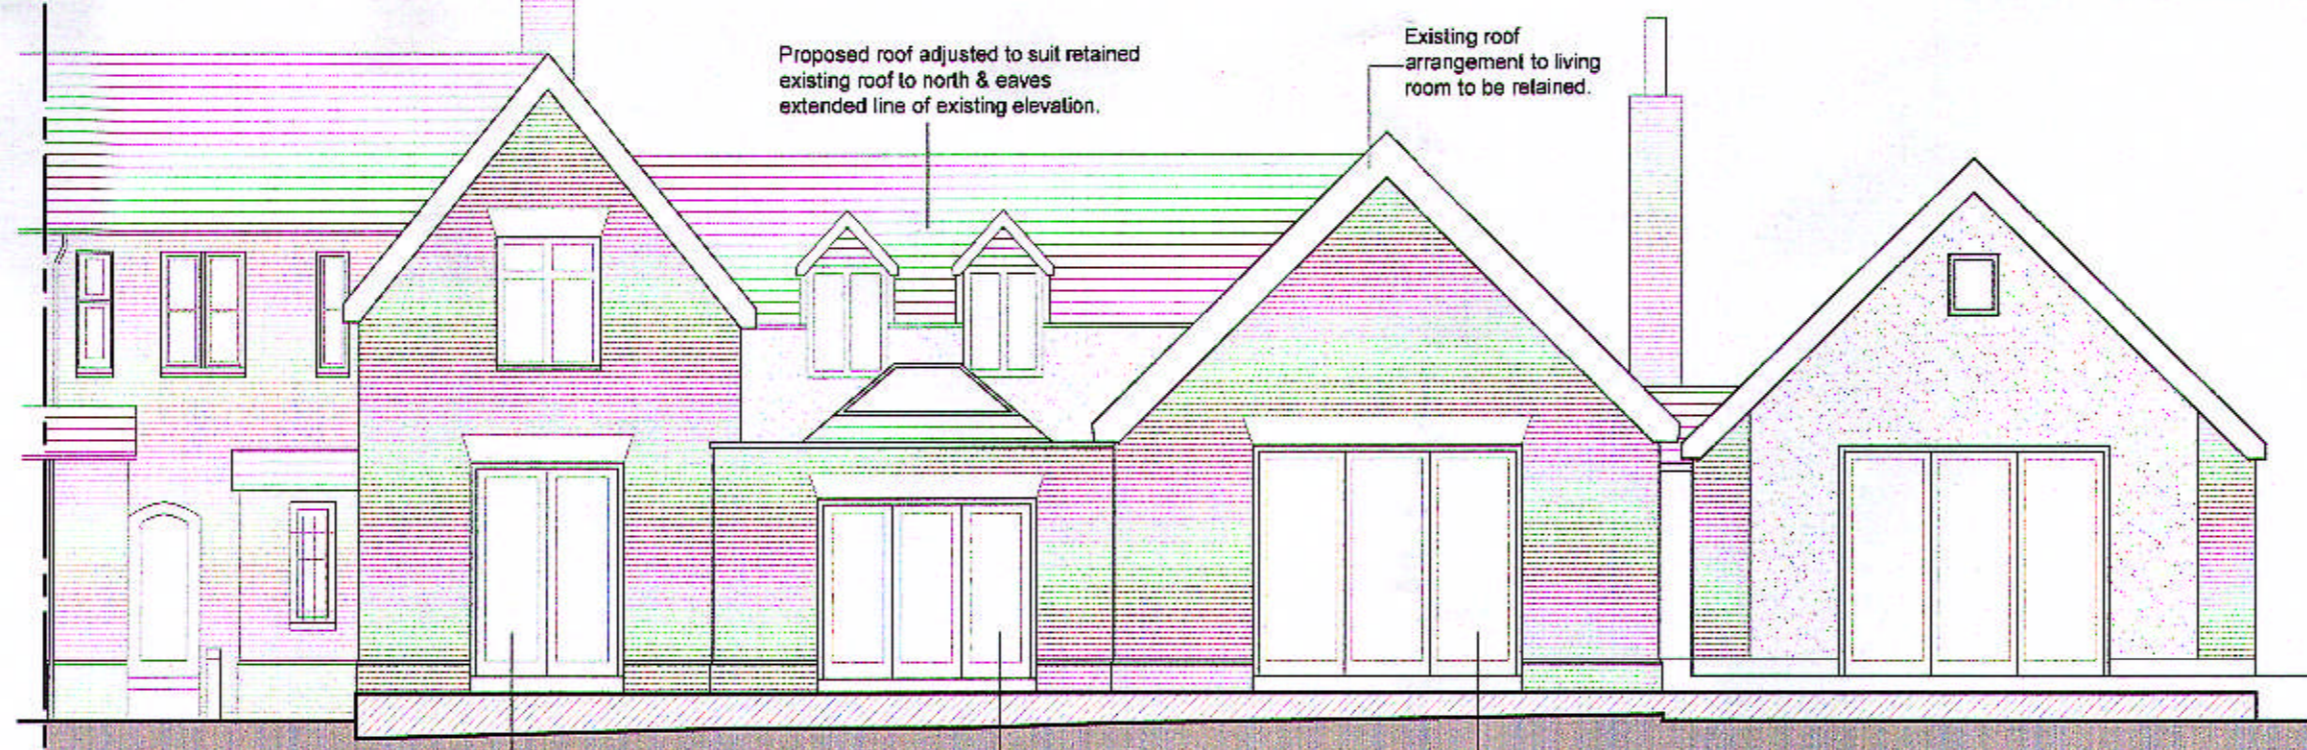 Proposed roof adjusted to suit retained
existing roof to north & eaves
extended line of existing elevation.
Existing roof
arrangement to living
room to be retained.